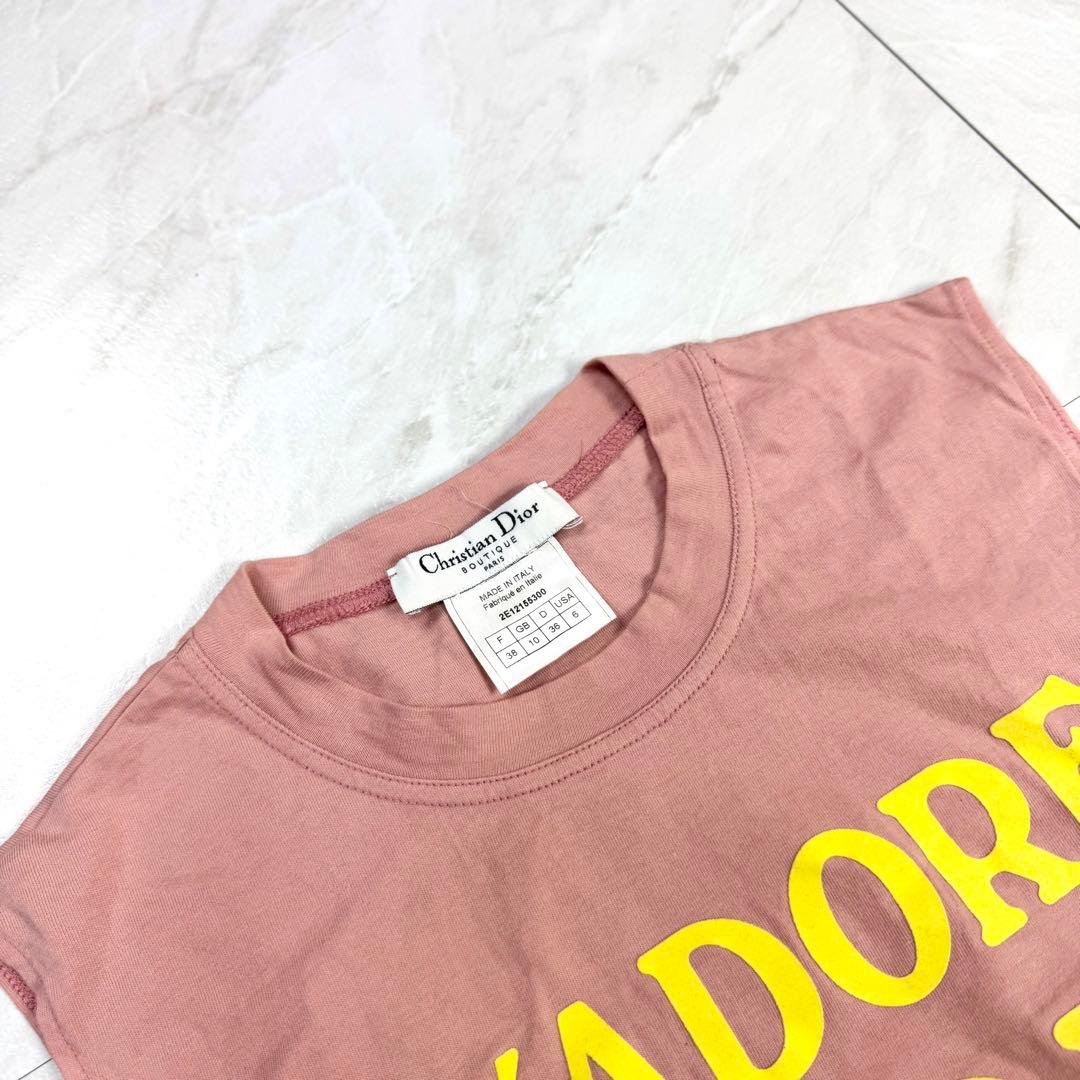 Christian Dior
BOUTIQUE
PARIS
MADE IN ITALY
Fabriqué en Italie
2E12155300
F GB D USA
38 10 36 6
'ADORE